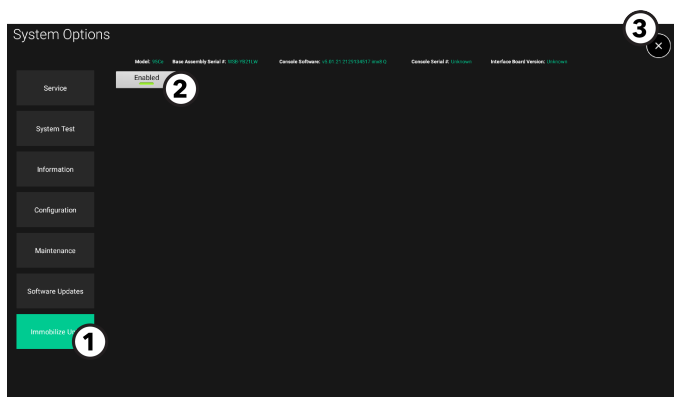 System Options
3
Model: 95Ce Base Assembly Serial #: Console Software: Console Serial #: Unknown Interface Board Version: Unknown
Enabled
2
Service
System Test
Information
Configuration
Maintenance
Software Updates
Immobilize
1